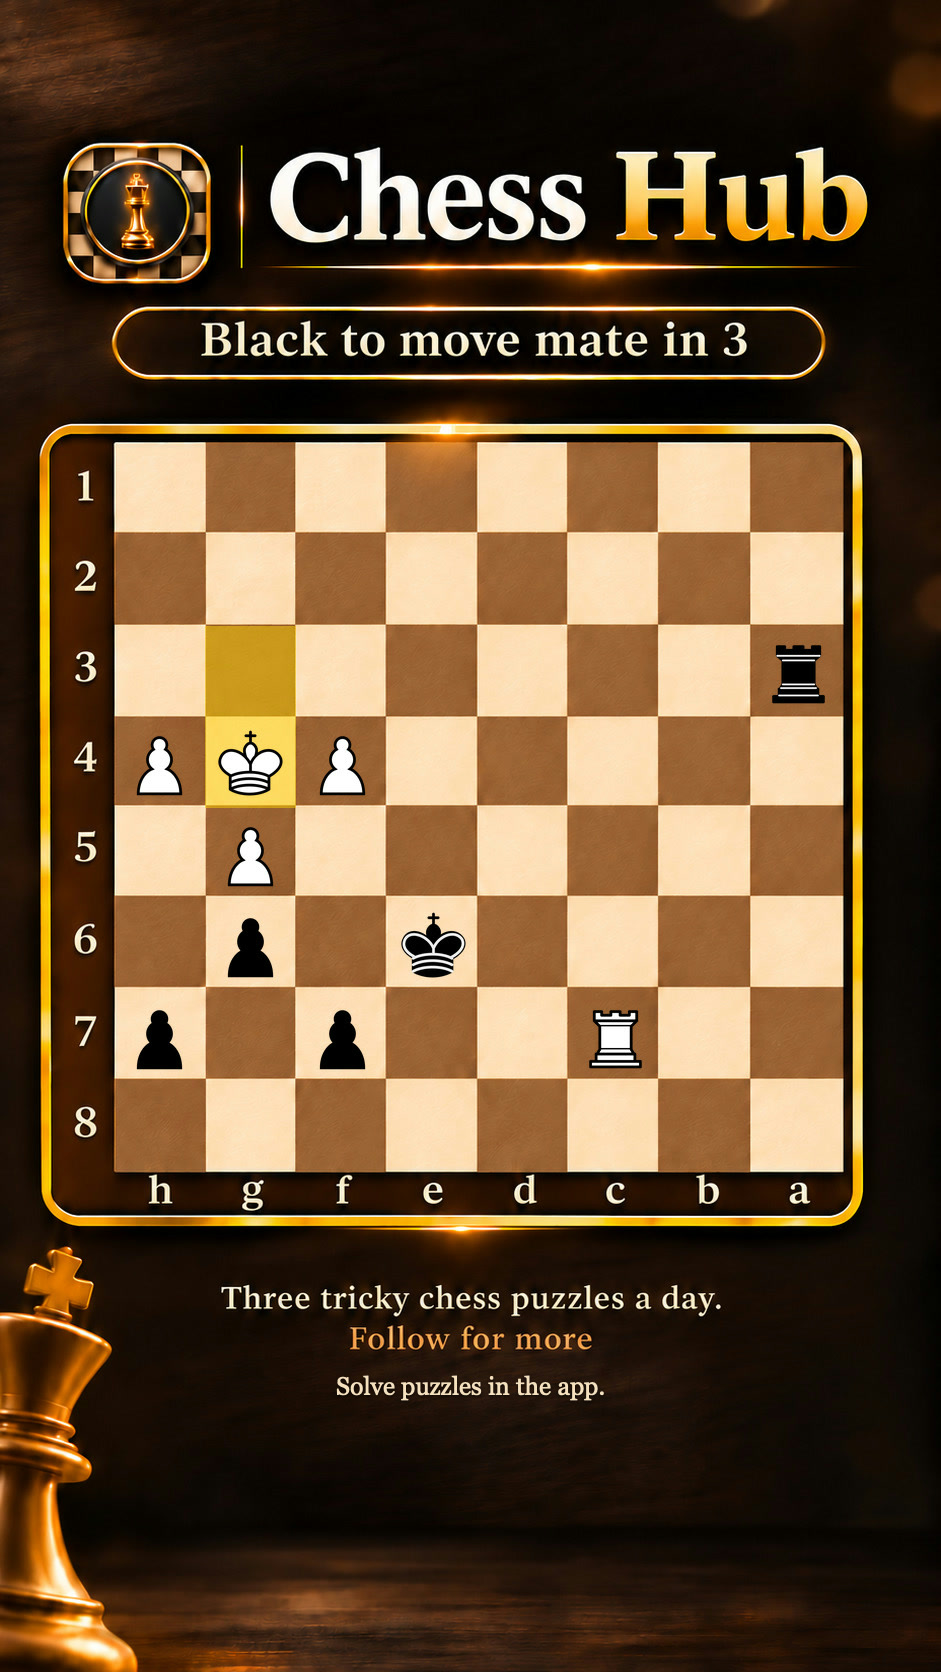 Chess Hub
Black to move mate in 3
1
2
3
4
5
6
7
8
h g f e d c b a
Three tricky chess puzzles a day.
Follow for more
Solve puzzles in the app.